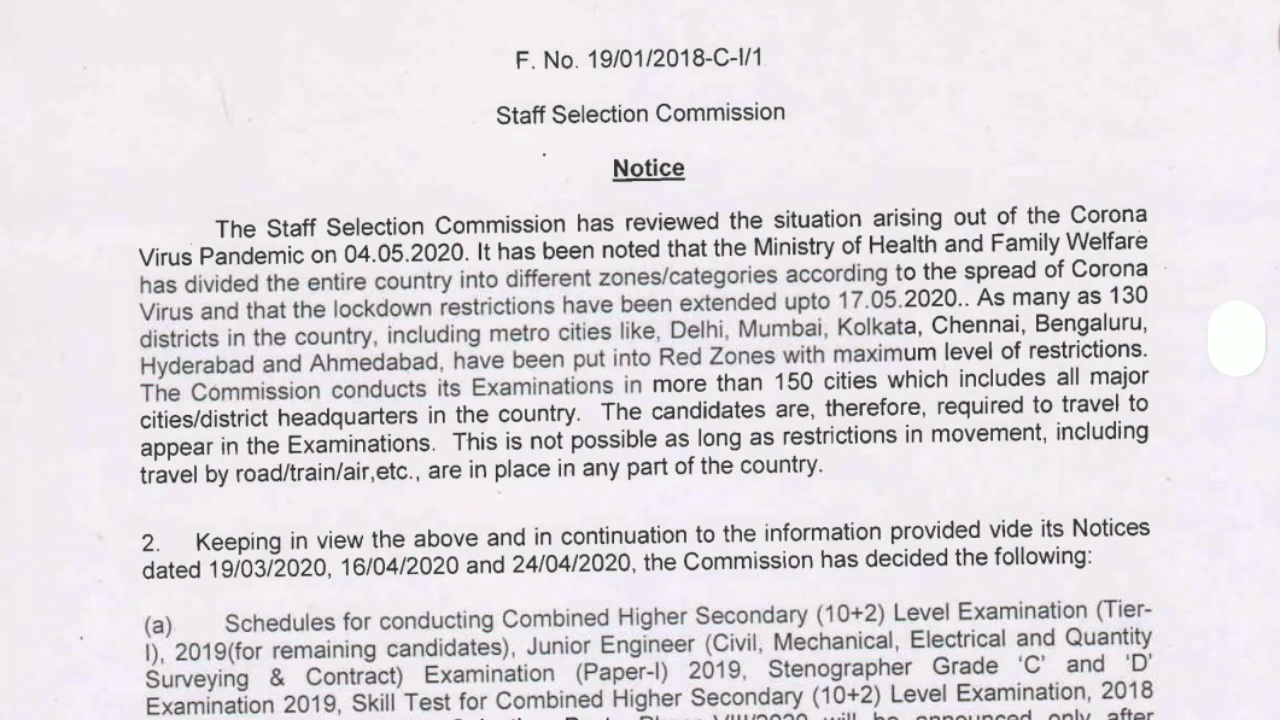 F. No. 19/01/2018-C-I/1
Staff Selection Commission
Notice
The Staff Selection Commission has reviewed the situation arising out of the Corona
Virus Pandemic on 04.05.2020. It has been noted that the Ministry of Health and Family Welfare
has divided the entire country into different zones/categories according to the spread of Corona
Virus and that the lockdown restrictions have been extended upto 17.05.2020.. As many as 130
districts in the country, including metro cities like, Delhi, Mumbai, Kolkata, Chennai, Bengaluru,
Hyderabad and Ahmedabad, have been put into Red Zones with maximum level of restrictions.
The Commission conducts its Examinations in more than 150 cities which includes all major
cities/district headquarters in the country. The candidates are, therefore, required to travel to
appear in the Examinations. This is not possible as long as restrictions in movement, including
travel by road/train/air,etc., are in place in any part of the country.
2. Keeping in view the above and in continuation to the information provided vide its Notices
dated 19/03/2020, 16/04/2020 and 24/04/2020, the Commission has decided the following:
(a) Schedules for conducting Combined Higher Secondary (10+2) Level Examination (Tier-
I), 2019(for remaining candidates), Junior Engineer (Civil, Mechanical, Electrical and Quantity
Surveying & Contract) Examination (Paper-I) 2019, Stenographer Grade 'C' and 'D'
Examination 2019, Skill Test for Combined Higher Secondary (10+2) Level Examination, 2018
will be announced only after